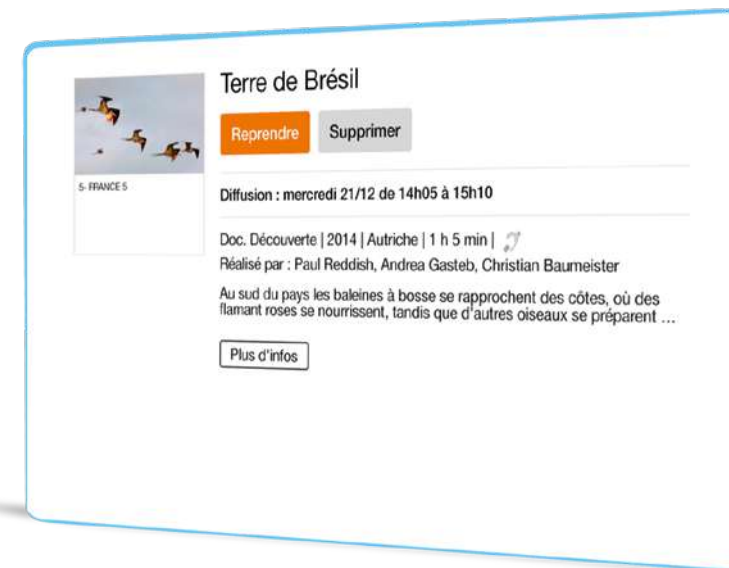 Terre de Brésil
Reprendre
Supprimer
5- FRANCE 5
Diffusion : mercredi 21/12 de 14h05 à 15h10
Doc. Découverte | 2014 | Autriche | 1 h 5 min |
Réalisé par : Paul Reddish, Andrea Gasteb, Christian Baumeister
Au sud du pays les baleines à bosse se rapprochent des côtes, où des
flamant roses se nourrissent, tandis que d'autres oiseaux se préparent ...
Plus d'infos